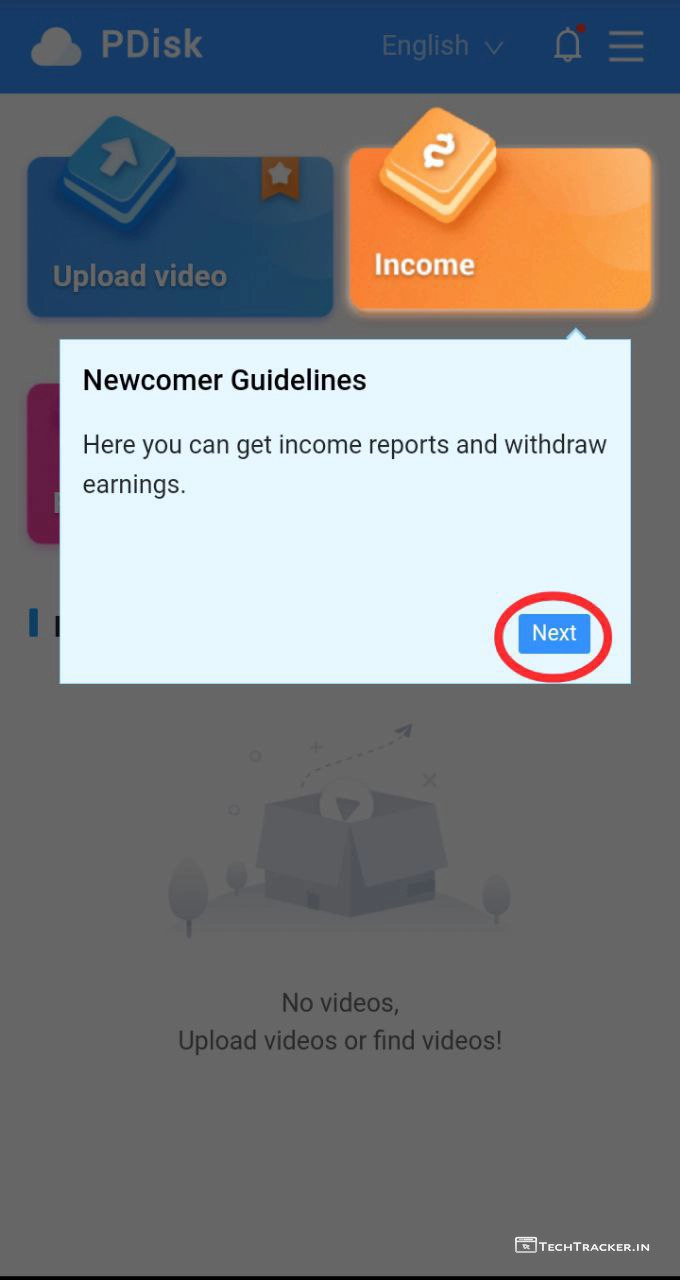 PDisk
English
Upload video
Income
Newcomer Guidelines
Here you can get income reports and withdraw
earnings.
Next
No videos,
Upload videos or find videos!
TechTracker.in